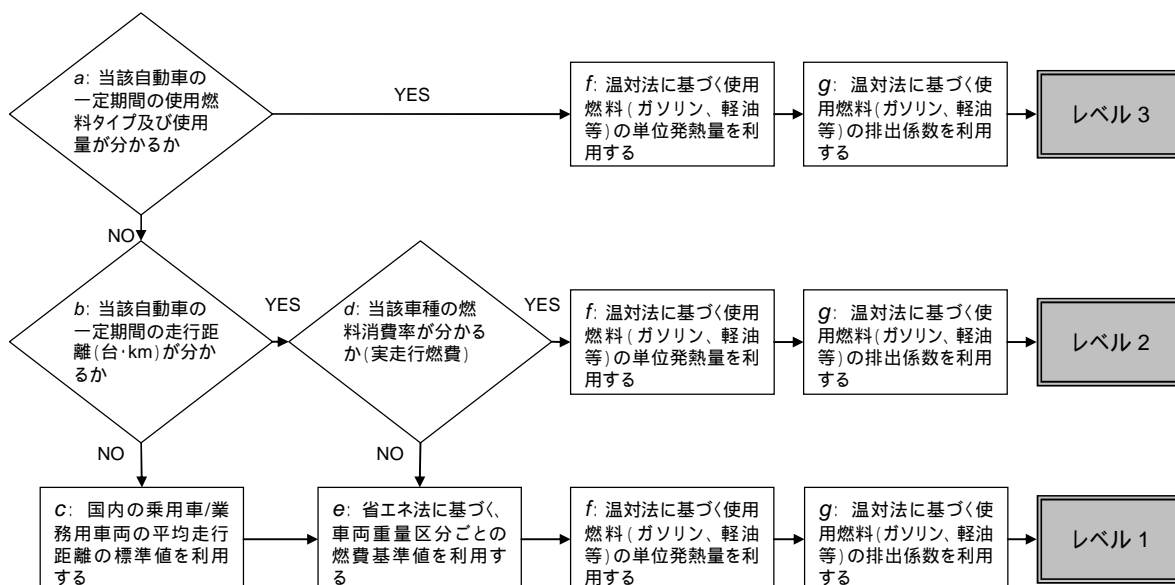 a: 当該自動車の
一定期間の使用燃
料タイプ及び使用
量が分かるか
YES
f: 温対法に基づく使用
燃料(ガソリン、軽油
等)の単位発熱量を利
用する
g: 温対法に基づく使
用燃料(ガソリン、軽油
等)の排出係数を利用
する
レベル 3
NO
b: 当該自動車の
一定期間の走行距
離(台·km)が分か
るか
YES
d: 当該車種の燃
料消費率が分かる
か(実走行燃費)
YES
f: 温対法に基づく使用
燃料(ガソリン、軽油
等)の単位発熱量を利
用する
g: 温対法に基づく使
用燃料(ガソリン、軽油
等)の排出係数を利用
する
レベル 2
NO
NO
c: 国内の乗用車/業
務用車両の平均走行
距離の標準値を利用
する
e: 省エネ法に基づく、
車両重量区分ごとの
燃費基準値を利用す
る
f: 温対法に基づく使用
燃料(ガソリン、軽油
等)の単位発熱量を利
用する
g: 温対法に基づく使
用燃料(ガソリン、軽油
等)の排出係数を利用
する
レベル 1